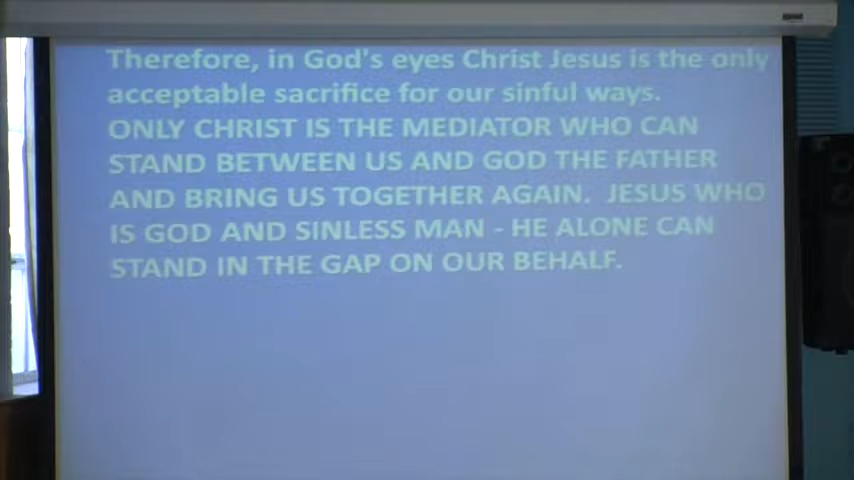 Therefore, in God's eyes Christ Jesus is the only
acceptable sacrifice for our sinful ways.
ONLY CHRIST IS THE MEDIATOR WHO CAN
STAND BETWEEN US AND GOD THE FATHER
AND BRING US TOGETHER AGAIN.  JESUS WHO
IS GOD AND SINLESS MAN - HE ALONE CAN
STAND IN THE GAP ON OUR BEHALF.